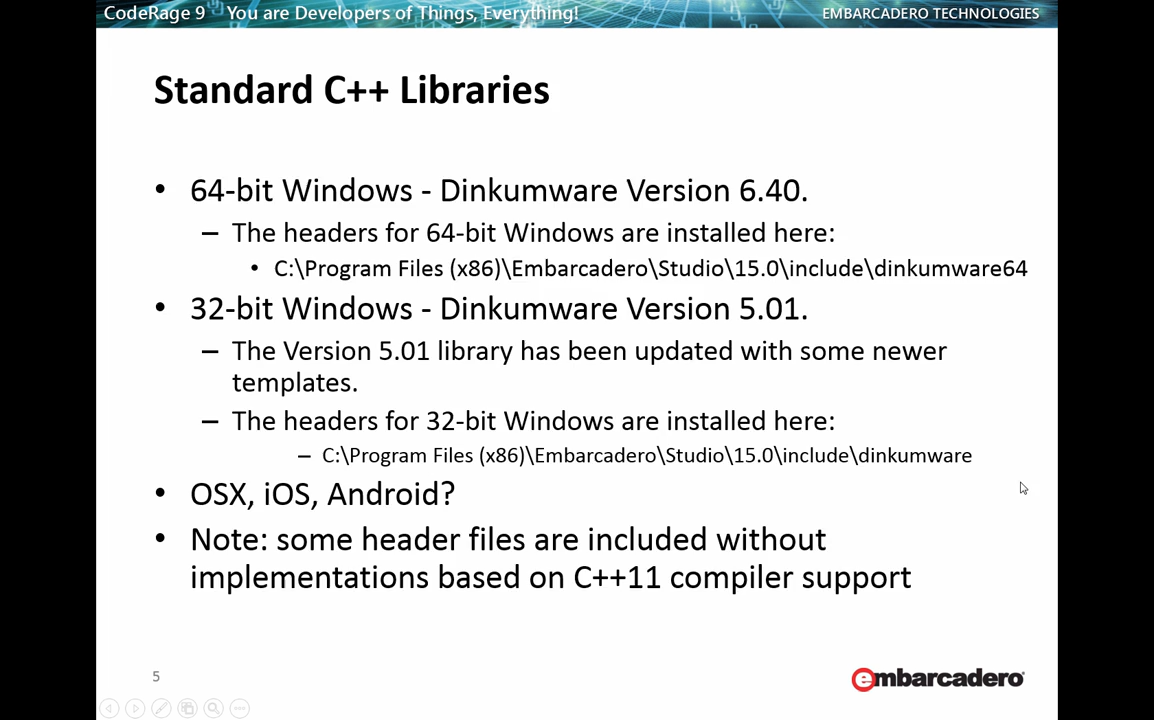 CodeRage 9 You are Developers of Things, Everything!
EMBARCADERO TECHNOLOGIES
Standard C++ Libraries
• 64-bit Windows - Dinkumware Version 6.40.
– The headers for 64-bit Windows are installed here:
• C:\Program Files (x86)\Embarcadero\Studio\15.0\include\dinkumware64
• 32-bit Windows - Dinkumware Version 5.01.
– The Version 5.01 library has been updated with some newer
templates.
– The headers for 32-bit Windows are installed here:
– C:\Program Files (x86)\Embarcadero\Studio\15.0\include\dinkumware
• OSX, iOS, Android?
• Note: some header files are included without
implementations based on C++11 compiler support
5
embarcadero